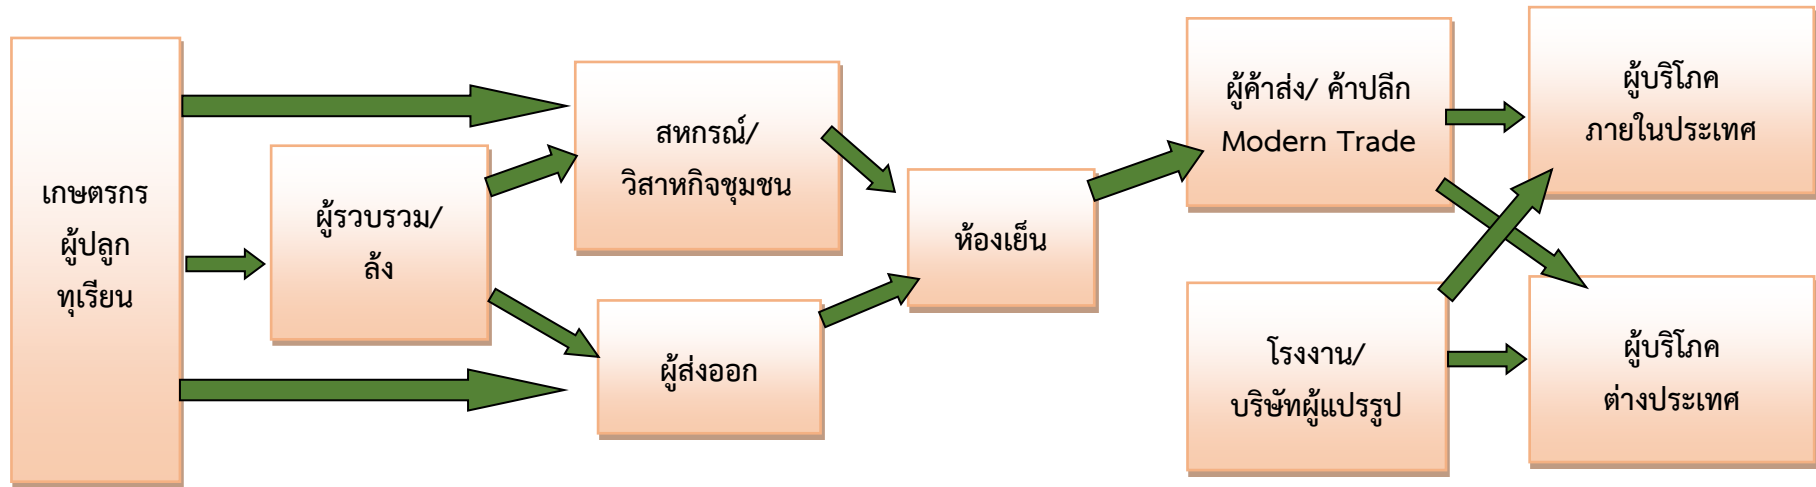 เกษตรกร
ผู้ปลูก
ทุเรียน
ผู้รวบรวม/
ล้ง
สหกรณ์/
วิสาหกิจชุมชน
ผู้ส่งออก
ห้องเย็น
ผู้ค้าส่ง/ ค้าปลีก
Modern Trade
โรงงาน/
บริษัทผู้แปรรูป
ผู้บริโภค
ภายในประเทศ
ผู้บริโภค
ต่างประเทศ